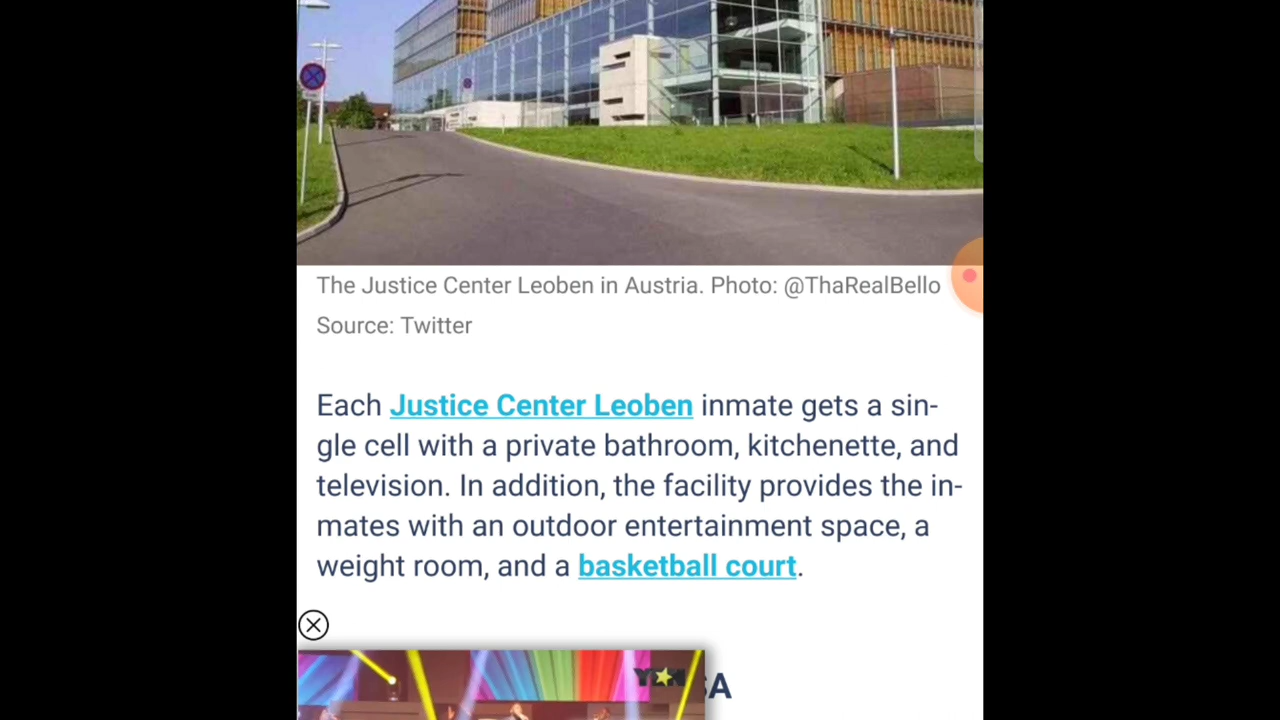 The Justice Center Leoben in Austria. Photo: @ThaRealBello
Source: Twitter
Each Justice Center Leoben inmate gets a sin-
gle cell with a private bathroom, kitchenette, and
television. In addition, the facility provides the in-
mates with an outdoor entertainment space, a
weight room, and a basketball court.
YEN